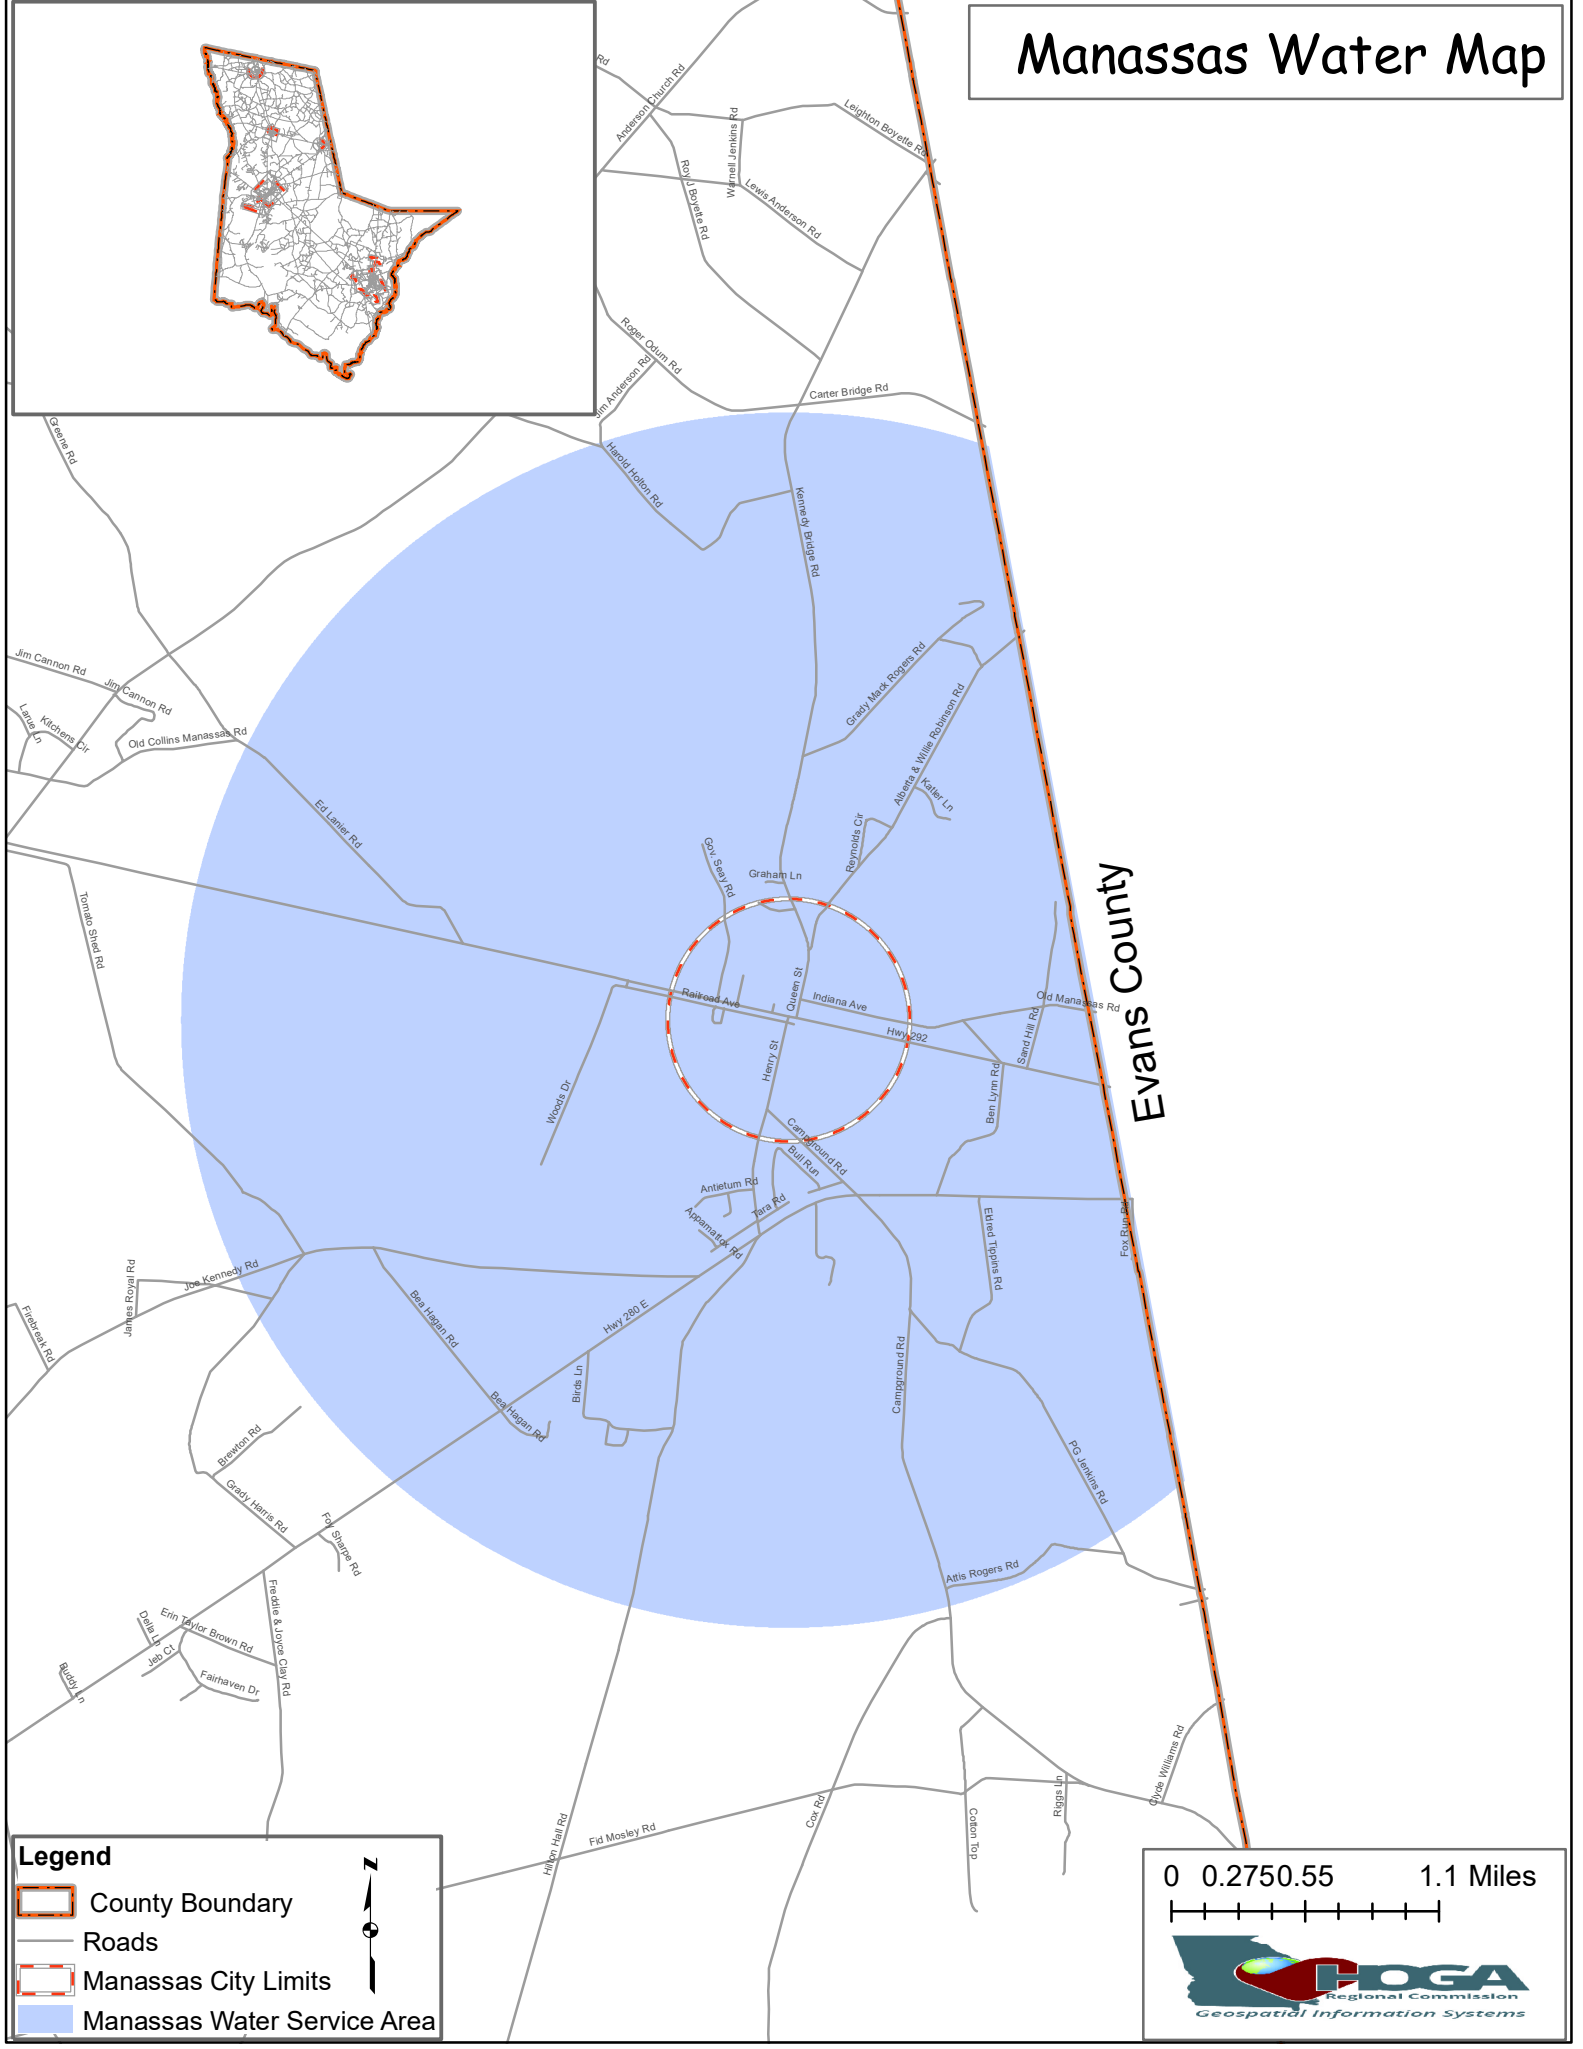 Manassas Water Map
Rd
Anderson Church Rd
Warnell Jenkins Rd
Leighton Boyette Rd
Roy J Boyette Rd
Lewis Anderson Rd
Roger Odum Rd
Jim Anderson Rd
Carter Bridge Rd
Greene Rd
Harold Holton Rd
Kennedy Bridge Rd
Jim Cannon Rd
Jim Cannon Rd
Larue Ln
Kitchens Cir
Old Collins Manassas Rd
Grady Mack Rogers Rd
Alberta & Willie Robinson Rd
Katler Ln
Ed Lanier Rd
Reynolds Cir
Gov. Seay Rd
Graham Ln
Tomato Shed Rd
Evans County
Queen St
Railroad Ave
Indiana Ave
Old Manassas Rd
Hwy 292
Sand Hill Rd
Henry St
Woods Dr
Ben Lynn Rd
Campground Rd
Bull Run
Antietum Rd
Tara Rd
Appamattox Rd
Eldred Tippins Rd
Fox Run Rd
Joe Kennedy Rd
James Royal Rd
Firebreak Rd
Bea Hagan Rd
Hwy 280 E
Birds Ln
Campground Rd
Bea Hagan Rd
Brewton Rd
Grady Harris Rd
PG Jenkins Rd
Foy Sharpe Rd
Attis Rogers Rd
Freddie & Joyce Clay Rd
Della Ln
Erin Taylor Brown Rd
Jeb Ct
Buddy Ln
Fairhaven Dr
Clyde Williams Rd
Riggs Ln
Cox Rd
Cotton Top
Fid Mosley Rd
Hilton Hall Rd
Legend
N
County Boundary
Roads
Manassas City Limits
Manassas Water Service Area
0 0.275 0.55 1.1 Miles
HOGA
Regional Commission
Geospatial Information Systems